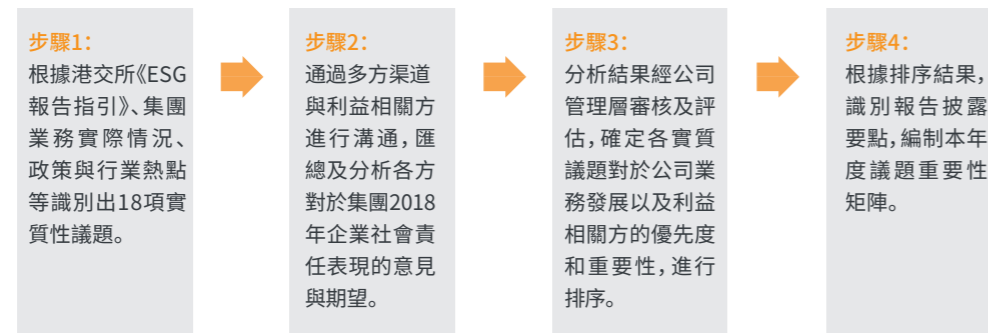 步驟1：
根據港交所《ESG
報告指引》、集團
業務實際情況、
政策與行業熱點
等識別出18項實
質性議題。
步驟2：
通過多方渠道
與利益相關方
進行溝通，匯
總及分析各方
對於集團2018
年企業社會責
任表現的意見
與期望。
步驟3：
分析結果經公司
管理層審核及評
估，確定各實質
議題對於公司業
務發展以及利益
相關方的優先度
和重要性，進行
排序。
步驟4：
根據排序結果，
識別報告披露
要點，編制本年
度議題重要性
矩陣。